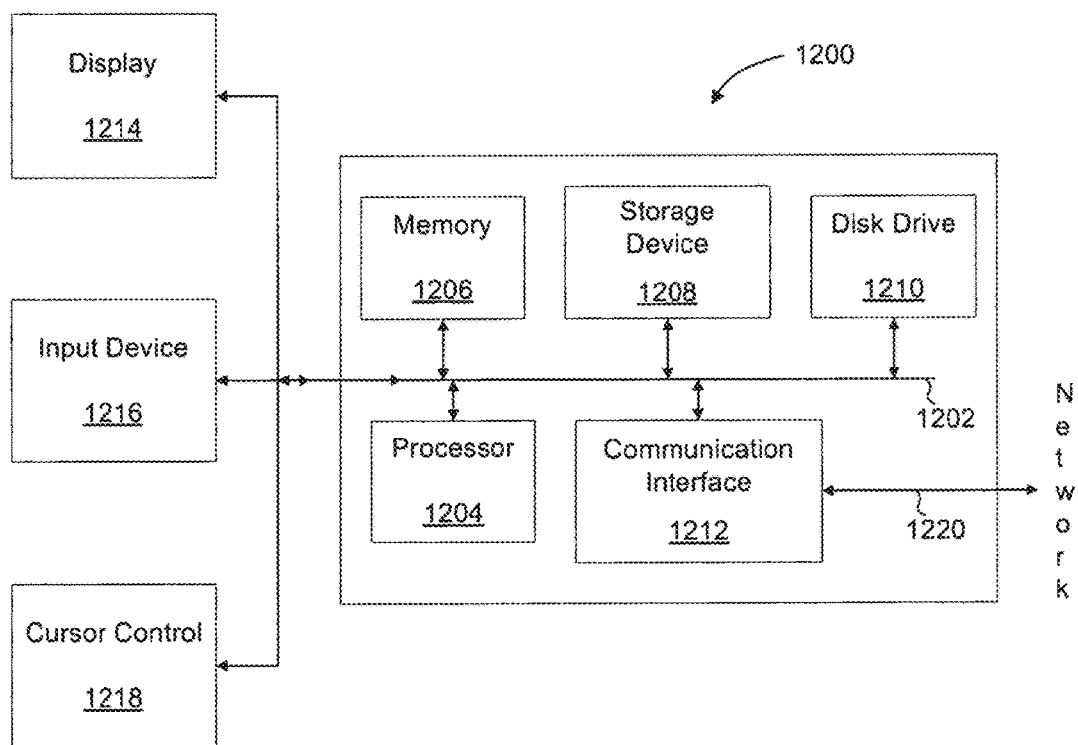 Display
1214
1200
Memory
1206
Storage
Device
1208
Disk Drive
1210
Input Device
1216
1202
Processor
1204
Communication
Interface
1212
1220
Network
Cursor Control
1218